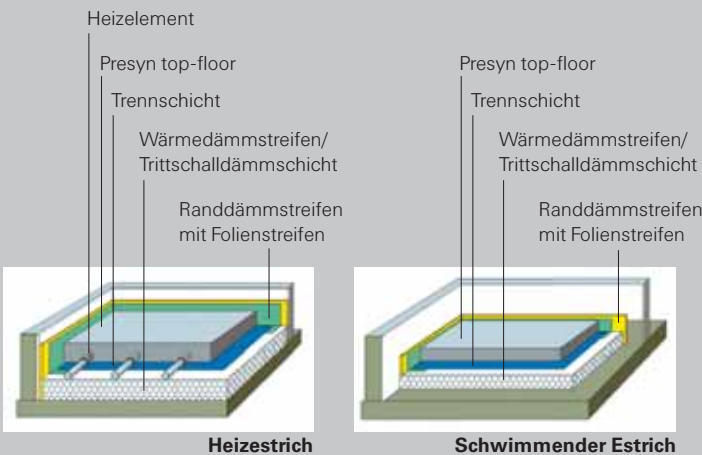 Heizelement
Presyn top-floor
Trennschicht
Wärmedämmstreifen/
Trittschalldämmschicht
Randdämmstreifen
mit Folienstreifen
Heizestrich
Presyn top-floor
Trennschicht
Wärmedämmstreifen/
Trittschalldämmschicht
Randdämmstreifen
mit Folienstreifen
Schwimmender Estrich